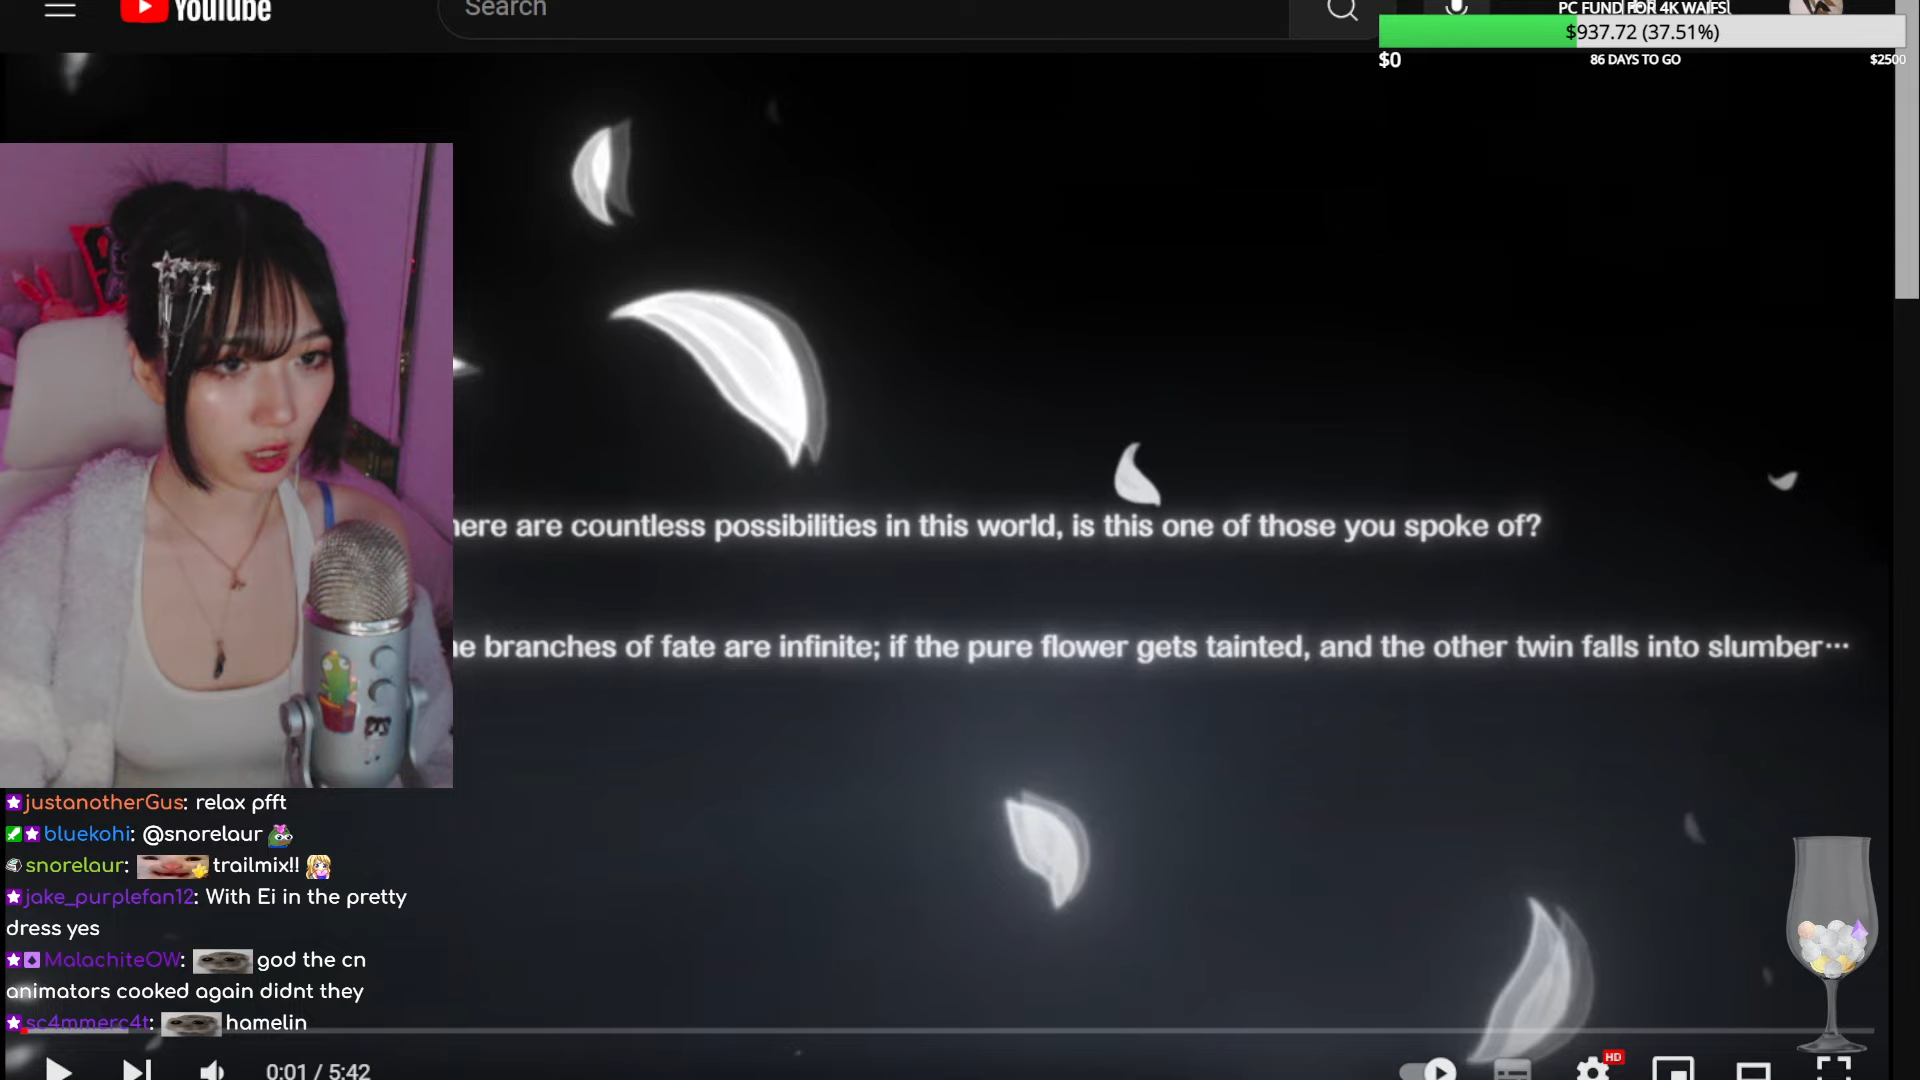 YouTube
Search
PC FUND FOR 4K WAIFS!
$937.72 (37.51%)
$0
86 DAYS TO GO
$2500
here are countless possibilities in this world, is this one of those you spoke of?
he branches of fate are infinite; if the pure flower gets tainted, and the other twin falls into slumber…
justanotherGus: relax pfft
bluekohi: @snorelaur
snorelaur: trailmix!!
jake_purplefan12: With Ei in the pretty
dress yes
MalachiteOW: god the cn
animators cooked again didnt they
sc4mmerc4t: hamelin
0:01 / 5:42
HD